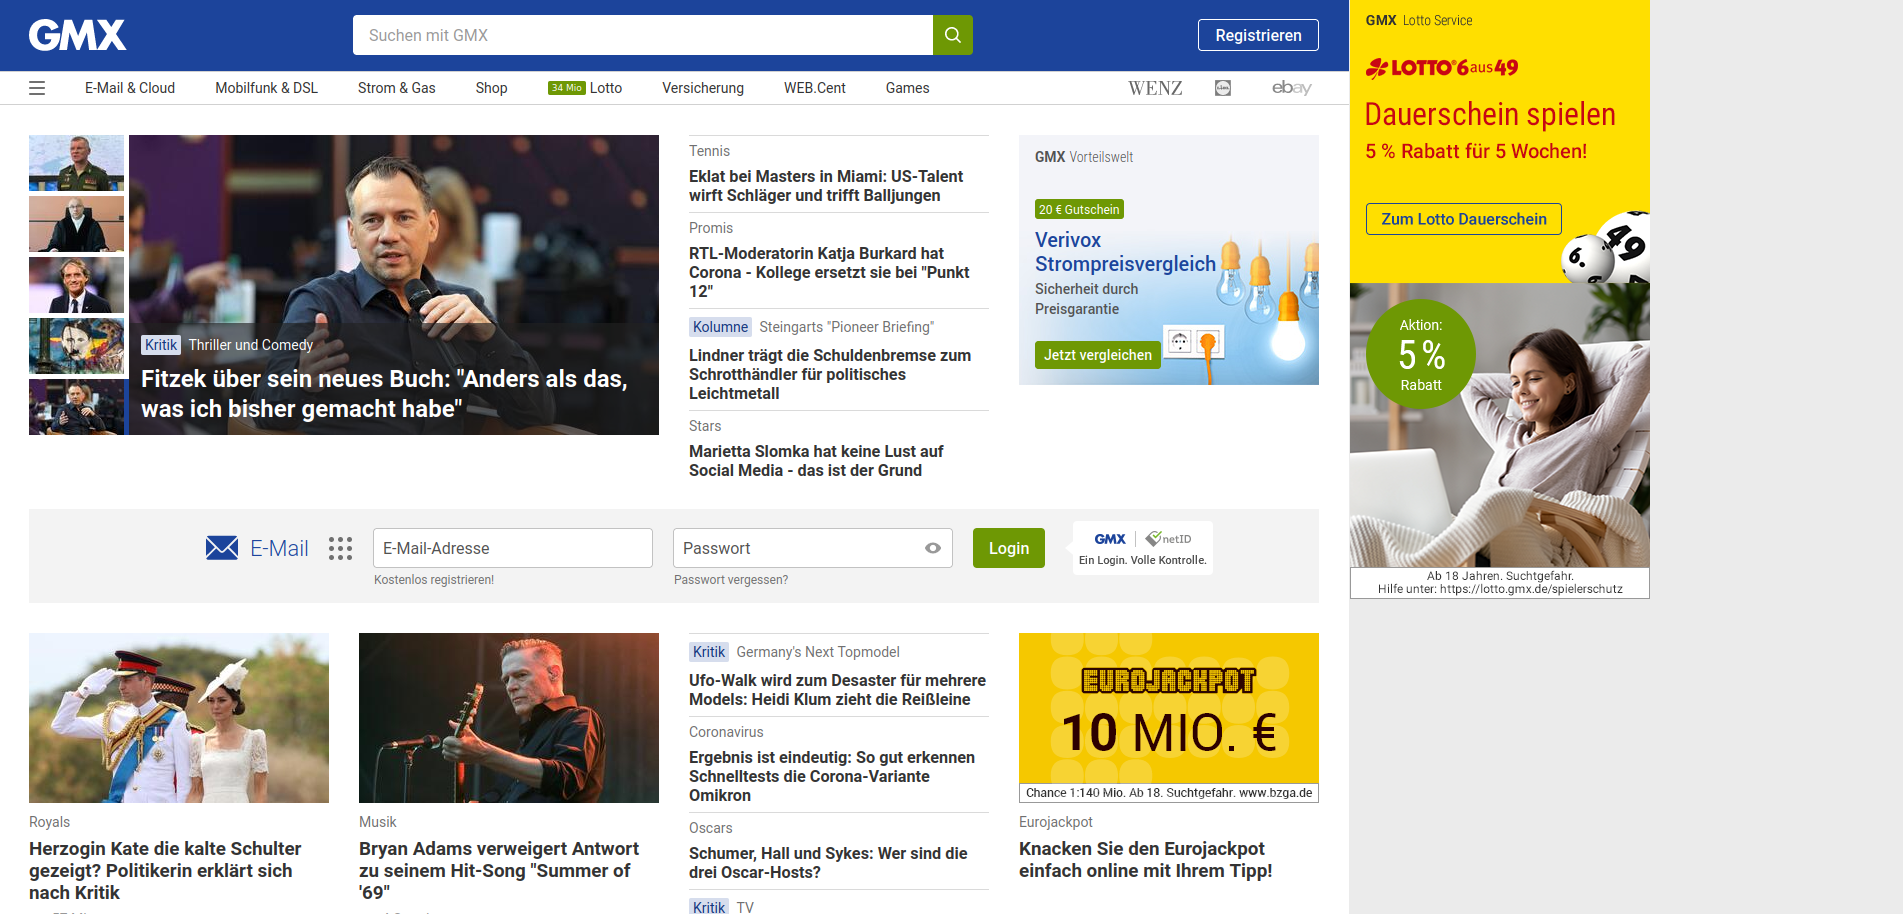 GMX
Suchen mit GMX
Registrieren
E-Mail & Cloud
Mobilfunk & DSL
Strom & Gas
Shop
34 Mio Lotto
Versicherung
WEB.Cent
Games
WENZ
ebay
Kritik Thriller und Comedy
Fitzek über sein neues Buch: "Anders als das,
was ich bisher gemacht habe"
Tennis
Eklat bei Masters in Miami: US-Talent
wirft Schläger und trifft Balljungen
Promis
RTL-Moderatorin Katja Burkard hat
Corona - Kollege ersetzt sie bei "Punkt
12"
Kolumne Steingarts "Pioneer Briefing"
Lindner trägt die Schuldenbremse zum
Schrotthändler für politisches
Leichtmetall
Stars
Marietta Slomka hat keine Lust auf
Social Media - das ist der Grund
GMX Vorteilswelt
20 € Gutschein
Verivox
Strompreisvergleich
Sicherheit durch
Preisgarantie
Jetzt vergleichen
GMX Lotto Service
LOTTO 6aus49
Dauerschein spielen
5 % Rabatt für 5 Wochen!
Zum Lotto Dauerschein
49
6.
Aktion:
5 %
Rabatt
Ab 18 Jahren. Suchtgefahr.
Hilfe unter: https://lotto.gmx.de/spielerschutz
E-Mail
E-Mail-Adresse
Passwort
Login
Kostenlos registrieren!
Passwort vergessen?
GMX | netID
Ein Login. Volle Kontrolle.
Royals
Herzogin Kate die kalte Schulter
gezeigt? Politikerin erklärt sich
nach Kritik
Musik
Bryan Adams verweigert Antwort
zu seinem Hit-Song "Summer of
'69"
Kritik Germany's Next Topmodel
Ufo-Walk wird zum Desaster für mehrere
Models: Heidi Klum zieht die Reißleine
Coronavirus
Ergebnis ist eindeutig: So gut erkennen
Schnelltests die Corona-Variante
Omikron
Oscars
Schumer, Hall und Sykes: Wer sind die
drei Oscar-Hosts?
Kritik TV
EUROJACKPOT
10 MIO. €
Chance 1:140 Mio. Ab 18. Suchtgefahr. www.bzga.de
Eurojackpot
Knacken Sie den Eurojackpot
einfach online mit Ihrem Tipp!